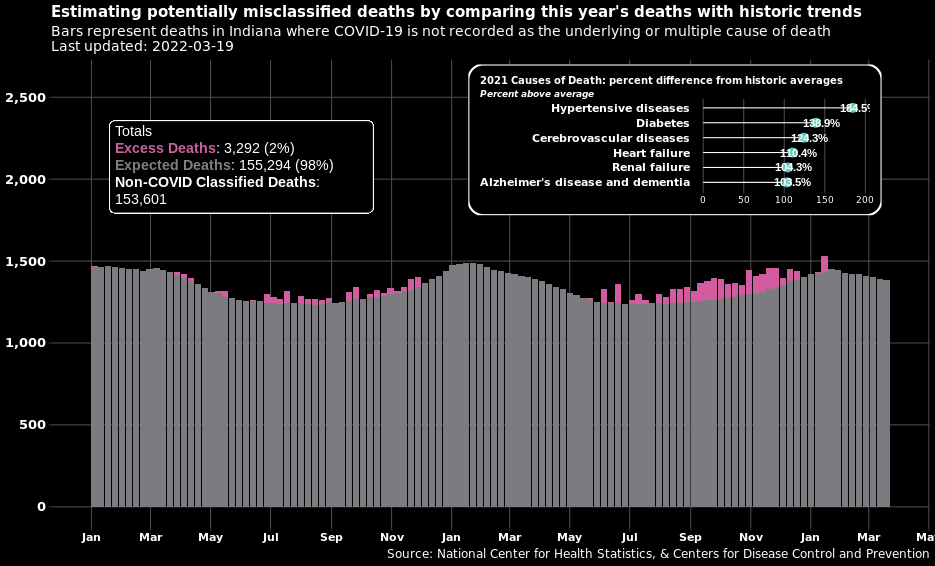 Estimating potentially misclassified deaths by comparing this year's deaths with historic trends
Bars represent deaths in Indiana where COVID-19 is not recorded as the underlying or multiple cause of death
Last updated: 2022-03-19
2021 Causes of Death: percent difference from historic averages
Percent above average
Hypertensive diseases 184.5
Diabetes 138.9%
Cerebrovascular diseases 124.3%
Heart failure 110.4%
Renal failure 104.3%
Alzheimer's disease and dementia 103.5%
0 50 100 150 200
Totals
Excess Deaths: 3,292 (2%)
Expected Deaths: 155,294 (98%)
Non-COVID Classified Deaths:
153,601
2,500
2,000
1,500
1,000
500
0
Jan Mar May Jul Sep Nov Jan Mar May Jul Sep Nov Jan Mar
Source: National Center for Health Statistics, & Centers for Disease Control and Prevention